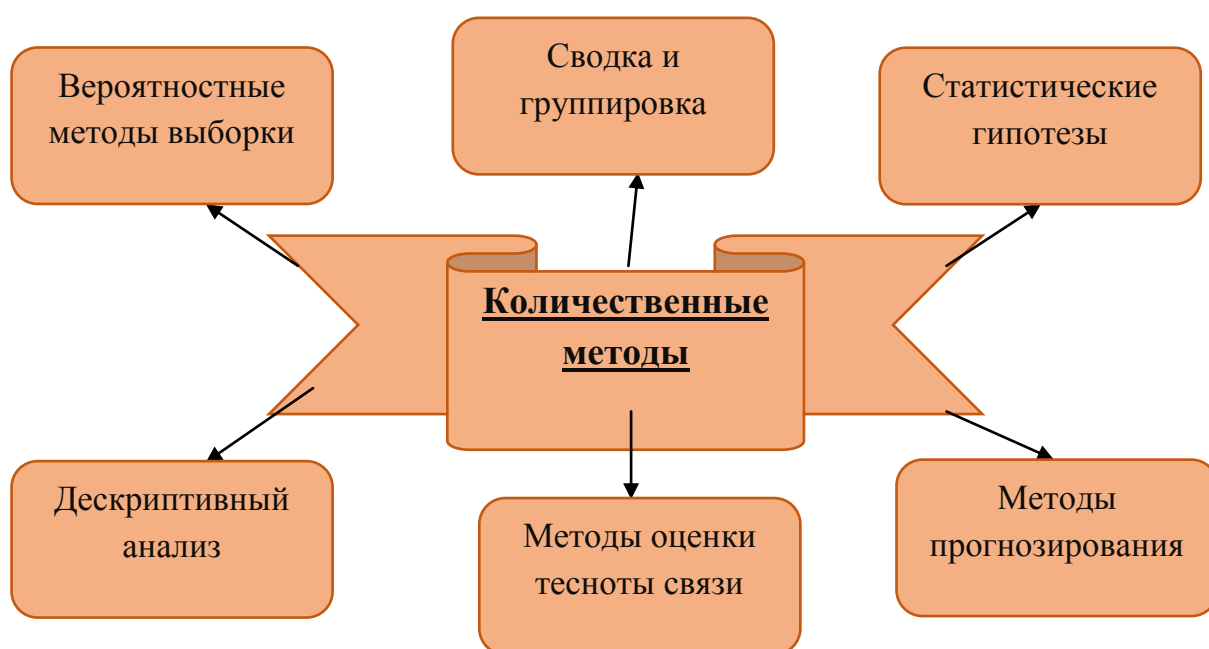 Вероятностные
методы выборки
Сводка и
группировка
Статистические
гипотезы
Количественные
методы
Дескриптивный
анализ
Методы оценки
тесноты связи
Методы
прогнозирования